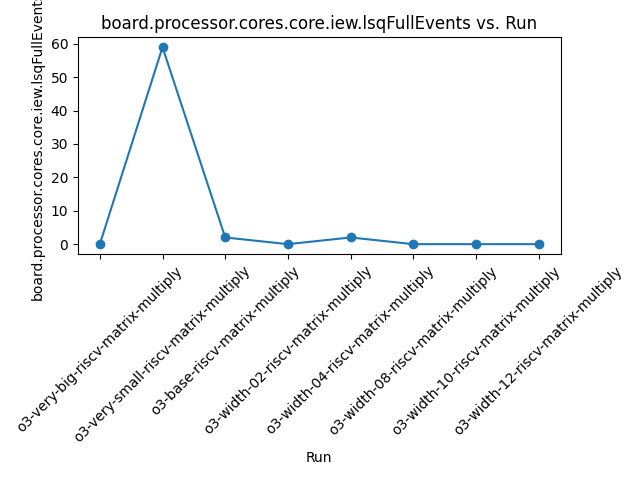 board.processor.cores.core.iew.lsqFullEvents vs. Run
board.processor.cores.core.iew.lsqFullEvents
60
50
40
30
20
10
0
o3-very-big-riscv-matrix-multiply
o3-very-small-riscv-matrix-multiply
o3-base-riscv-matrix-multiply
o3-width-02-riscv-matrix-multiply
o3-width-04-riscv-matrix-multiply
o3-width-08-riscv-matrix-multiply
o3-width-10-riscv-matrix-multiply
o3-width-12-riscv-matrix-multiply
Run